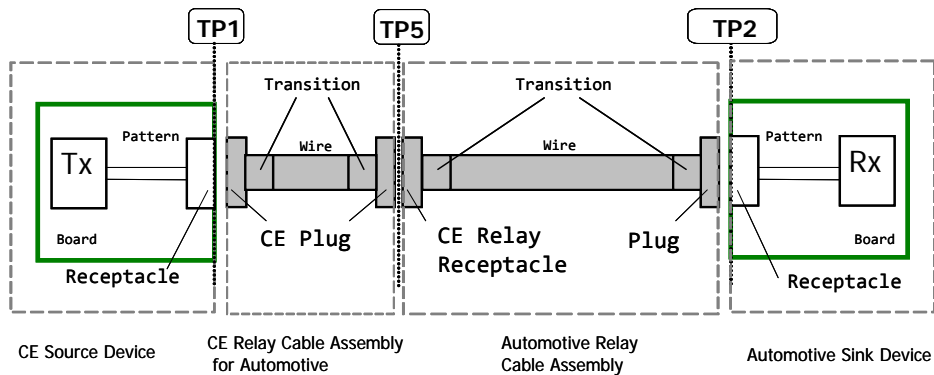 TP1
TP5
TP2
Transition
Transition
Pattern
Wire
Wire
Pattern
Tx
Rx
CE Plug
CE Relay
Receptacle
Plug
Board
Board
Receptacle
Receptacle
CE Source Device
CE Relay Cable Assembly
for Automotive
Automotive Relay
Cable Assembly
Automotive Sink Device